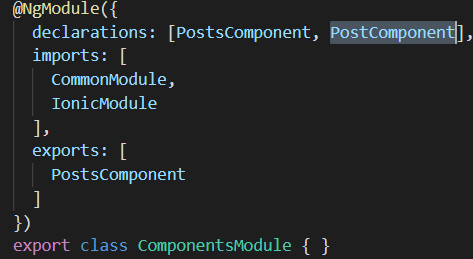 @NgModule({
  declarations: [PostsComponent, PostComponent],
  imports: [
    CommonModule,
    IonicModule
  ],
  exports: [
    PostsComponent
  ]
})
export class ComponentsModule { }